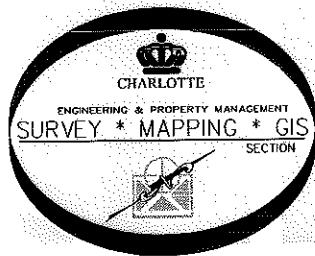 CHARLOTTE
ENGINEERING & PROPERTY MANAGEMENT
SURVEY * MAPPING * GIS
SECTION